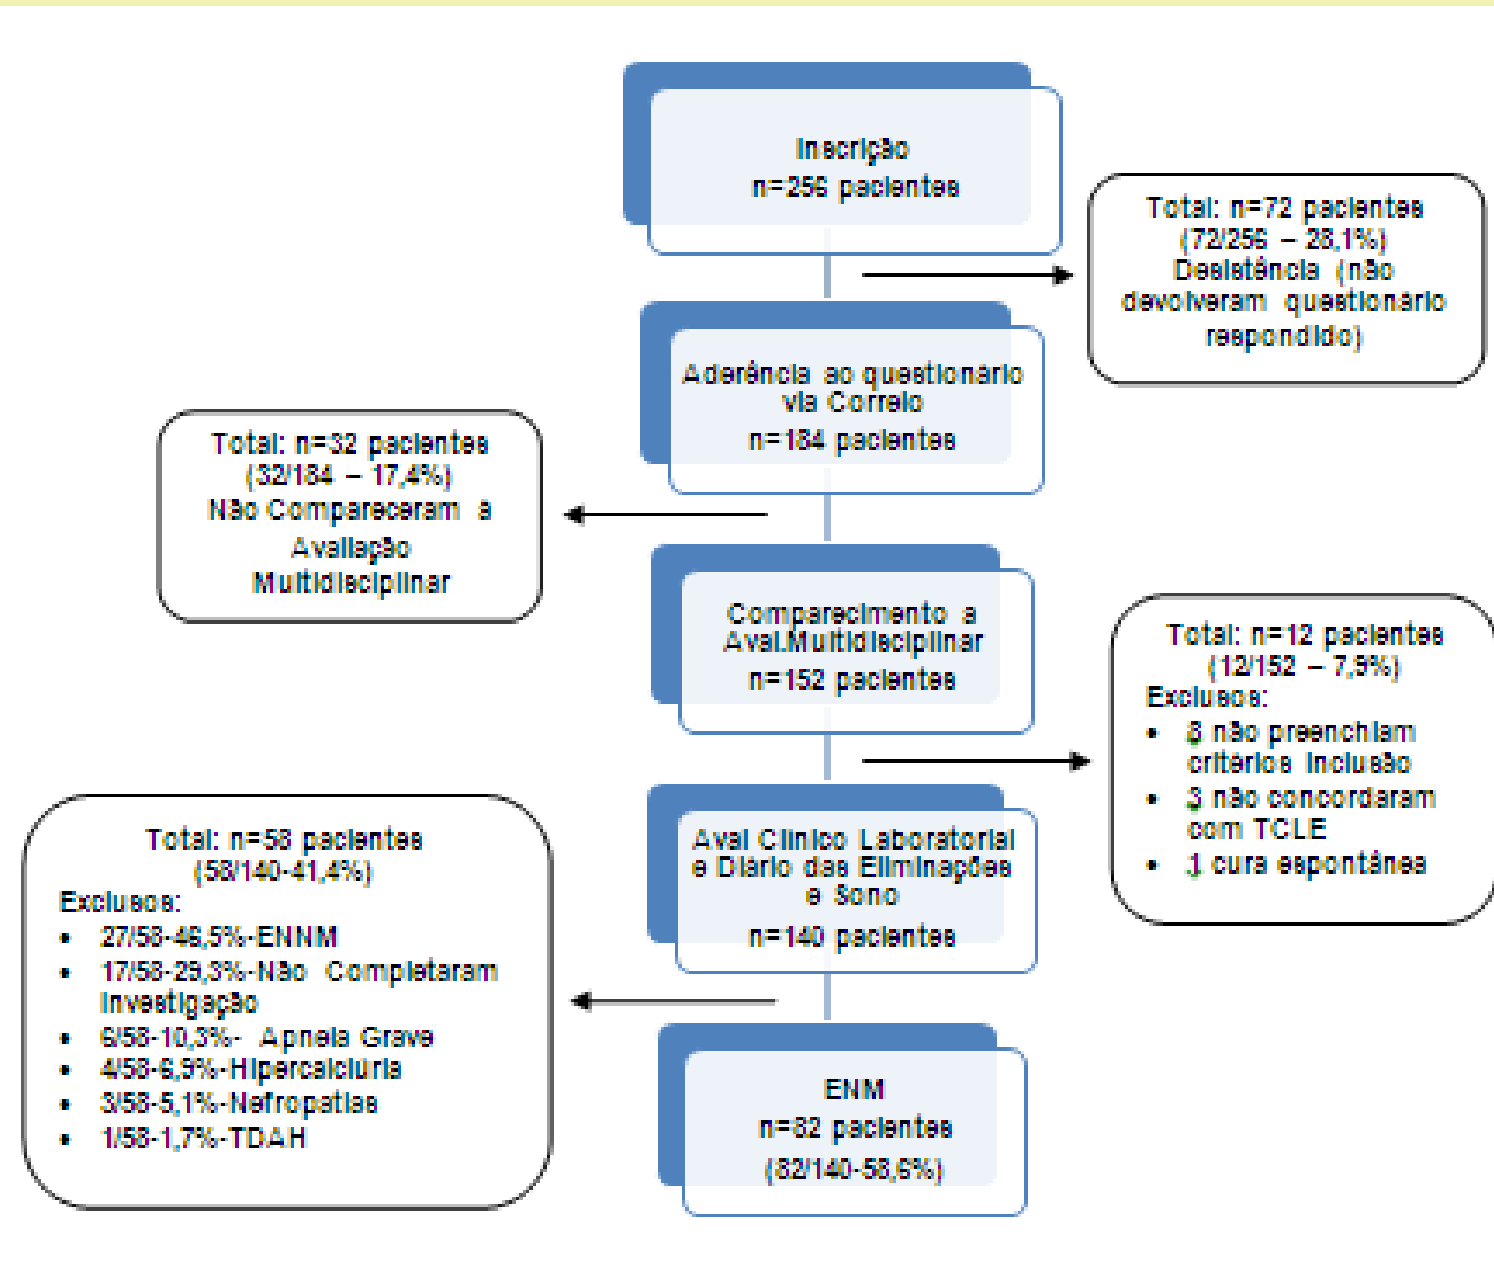 Inscrição
n=256 pacientes
Total: n=72 pacientes
(72/256 – 28,1%)
Desistência (não
devolveram questionário
respondido)
Aderência ao questionário
via Correio
n=184 pacientes
Total: n=32 pacientes
(32/184 – 17,4%)
Não Compareceram à
Avaliação
Multidisciplinar
Comparecimento a
Aval.Multidisciplinar
n=152 pacientes
Total: n=12 pacientes
(12/152 – 7,9%)
Exclusos:
• 8 não preenchiam
critérios inclusão
• 3 não concordaram
com TCLE
• 1 cura espontânea
Aval Clínico Laboratorial
e Diário das Eliminações
e Sono
n=140 pacientes
Total: n=58 pacientes
(58/140-41,4%)
Exclusos:
• 27/58-46,5%-ENNM
• 17/58-29,3%-Não Completaram
Investigação
• 6/58-10,3%- Apneia Grave
• 4/58-6,9%-Hipercalciúria
• 3/58-5,1%-Nefropatias
• 1/58-1,7%-TDAH
ENM
n=82 pacientes
(82/140-58,6%)